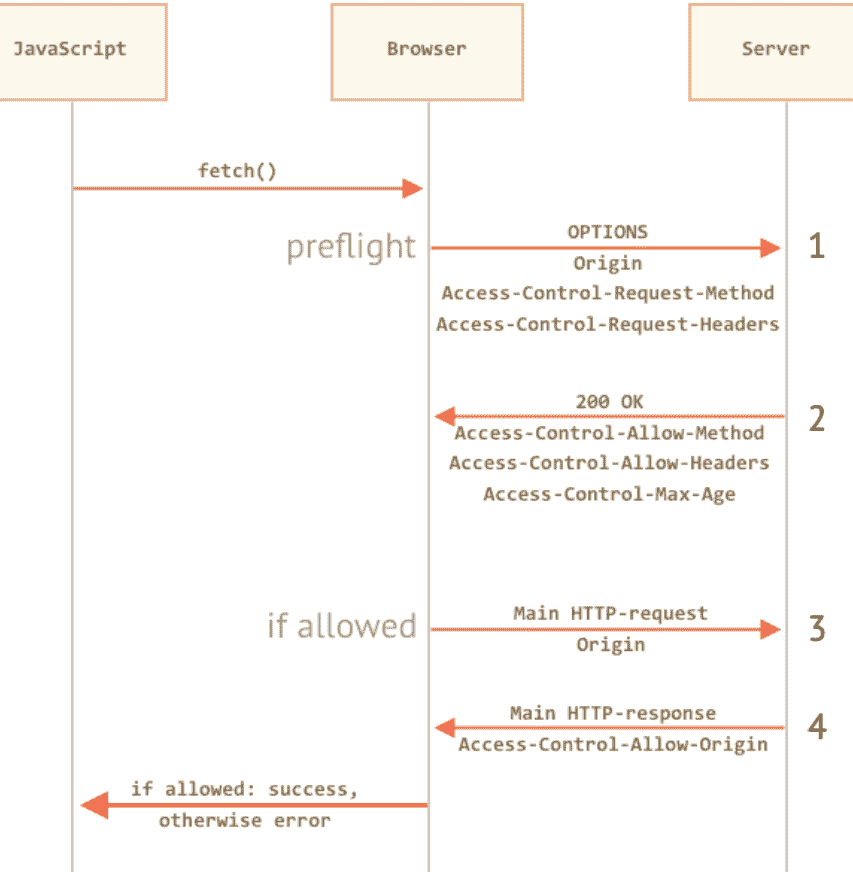 JavaScript
Browser
Server
fetch()
preflight
OPTIONS
1
Origin
Access-Control-Request-Method
Access-Control-Request-Headers
200 OK
2
Access-Control-Allow-Method
Access-Control-Allow-Headers
Access-Control-Max-Age
if allowed
Main HTTP-request
3
Origin
Main HTTP-response
4
Access-Control-Allow-Origin
if allowed: success,
otherwise error